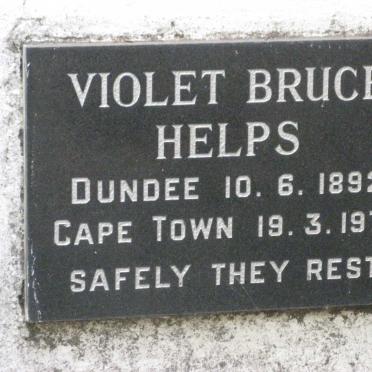 VIOLET BRUCE
HELPS
DUNDEE 10.6.1892
CAPE TOWN 19.3.19
SAFELY THEY REST